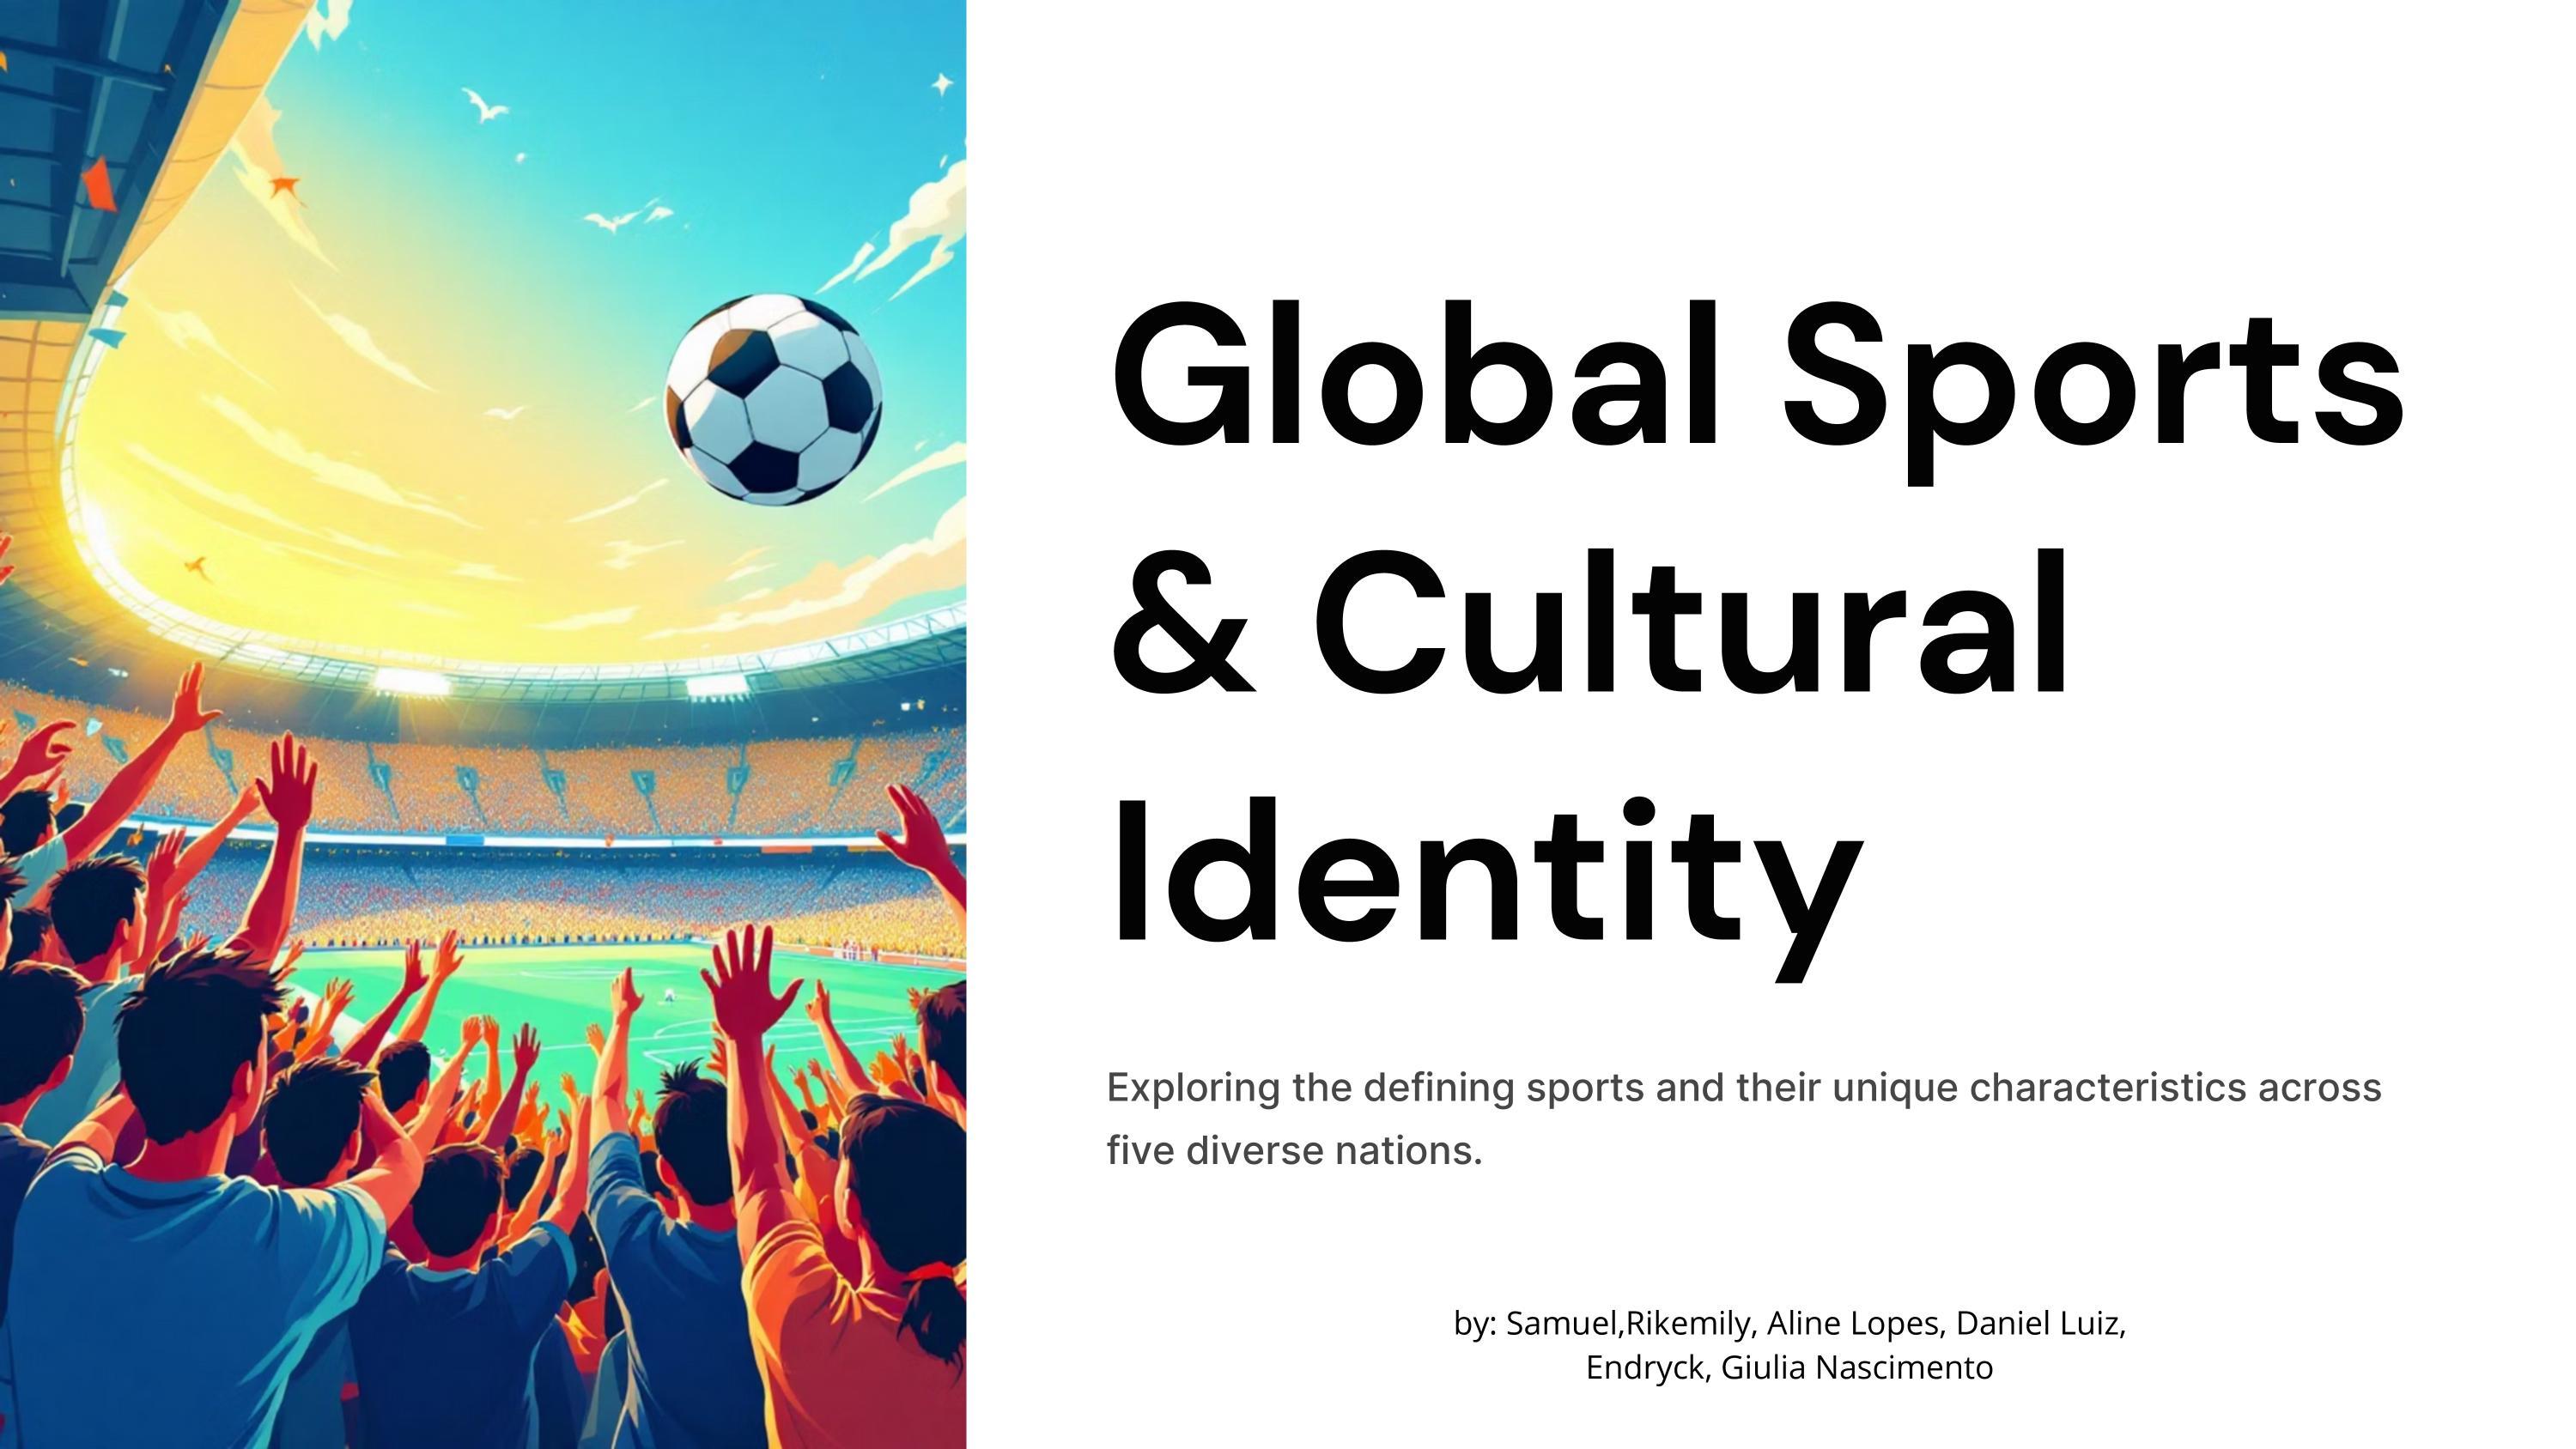 Global Sports
& Cultural
Identity
Exploring the defining sports and their unique characteristics across
five diverse nations.
by: Samuel,Rikemily, Aline Lopes, Daniel Luiz,
Endryck, Giulia Nascimento